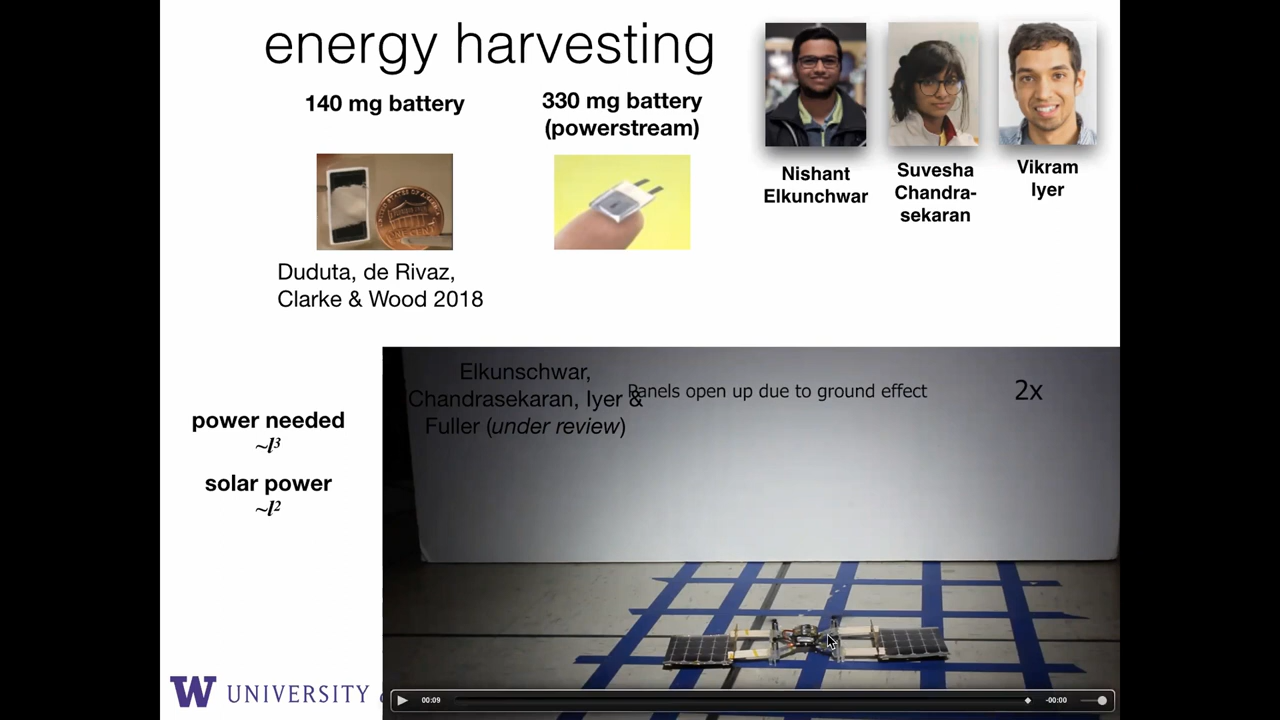 energy harvesting
140 mg battery
330 mg battery
(powerstream)
Nishant
Elkunchwar
Suvesha
Chandra-
sekaran
Vikram
Iyer
Duduta, de Rivaz,
Clarke & Wood 2018
power needed
~l³
solar power
~l²
Elkunschwar,
Chandrasekaran, Iyer &
Fuller (under review)
Panels open up due to ground effect
2x
W UNIVERSITY
00:09
-00:00